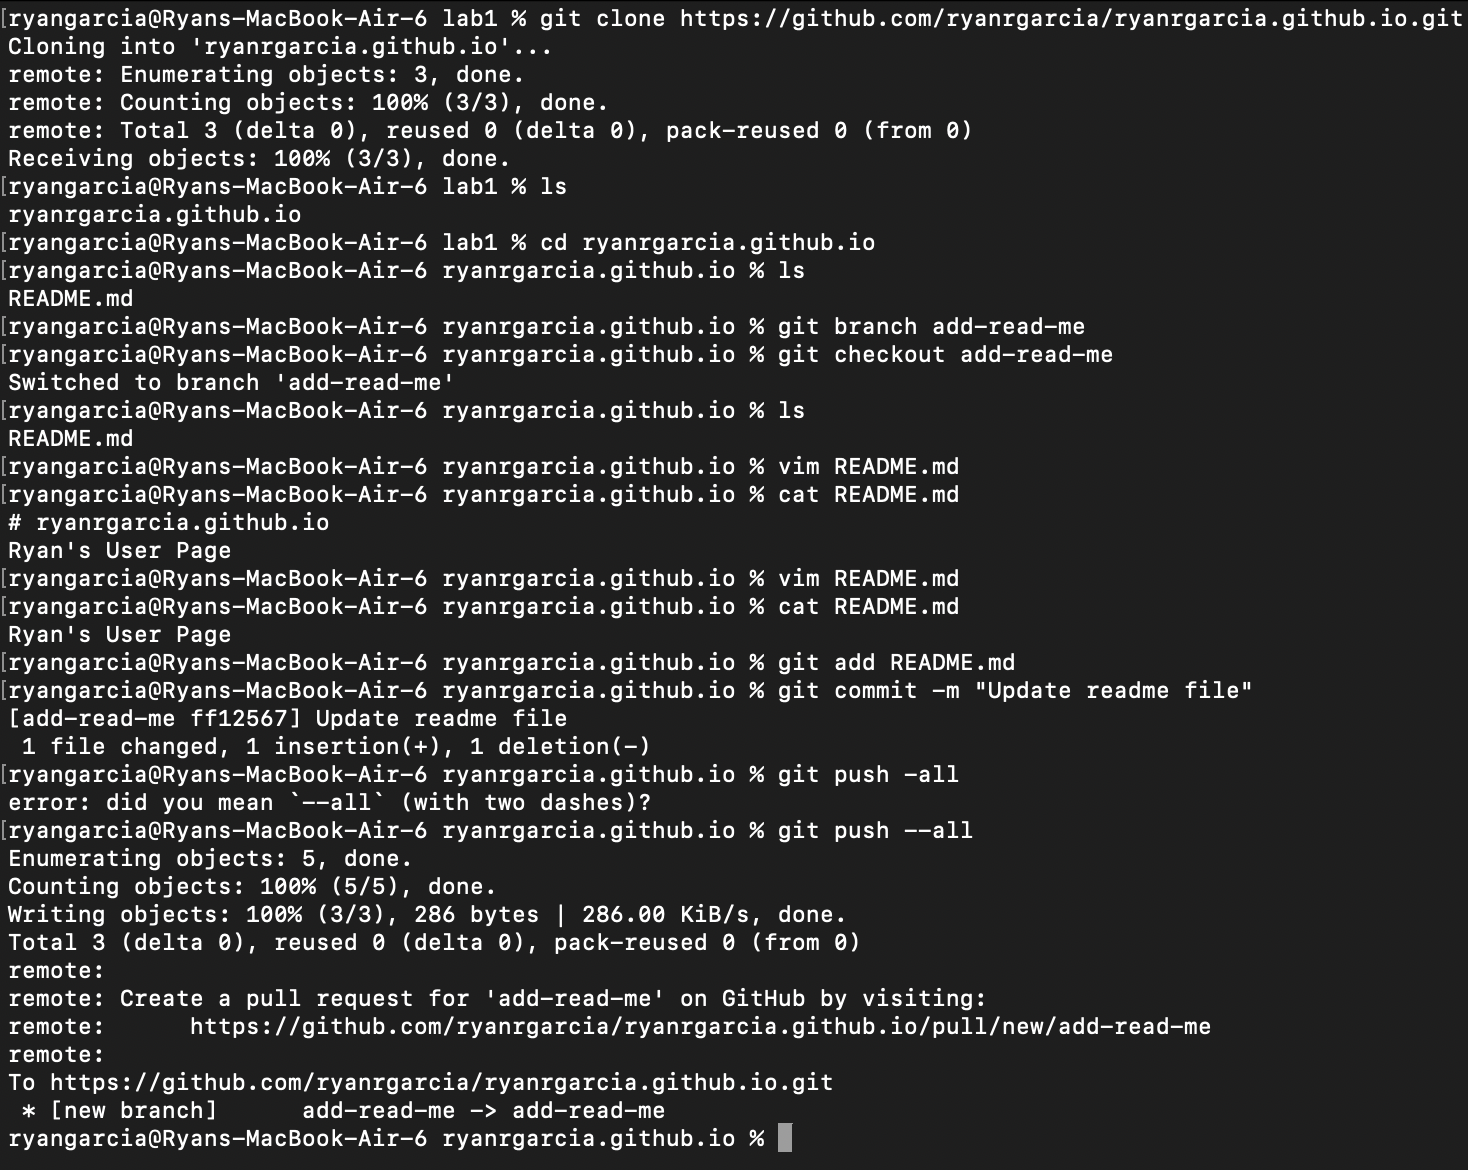 [ryangarcia@Ryans-MacBook-Air-6 lab1 % git clone https://github.com/ryanrgarcia/ryanrgarcia.github.io.git
Cloning into 'ryanrgarcia.github.io'...
remote: Enumerating objects: 3, done.
remote: Counting objects: 100% (3/3), done.
remote: Total 3 (delta 0), reused 0 (delta 0), pack-reused 0 (from 0)
Receiving objects: 100% (3/3), done.
[ryangarcia@Ryans-MacBook-Air-6 lab1 % ls
ryanrgarcia.github.io
[ryangarcia@Ryans-MacBook-Air-6 lab1 % cd ryanrgarcia.github.io
[ryangarcia@Ryans-MacBook-Air-6 ryanrgarcia.github.io % ls
README.md
[ryangarcia@Ryans-MacBook-Air-6 ryanrgarcia.github.io % git branch add-read-me
[ryangarcia@Ryans-MacBook-Air-6 ryanrgarcia.github.io % git checkout add-read-me
Switched to branch 'add-read-me'
[ryangarcia@Ryans-MacBook-Air-6 ryanrgarcia.github.io % ls
README.md
[ryangarcia@Ryans-MacBook-Air-6 ryanrgarcia.github.io % vim README.md
[ryangarcia@Ryans-MacBook-Air-6 ryanrgarcia.github.io % cat README.md
# ryanrgarcia.github.io
Ryan's User Page
[ryangarcia@Ryans-MacBook-Air-6 ryanrgarcia.github.io % vim README.md
[ryangarcia@Ryans-MacBook-Air-6 ryanrgarcia.github.io % cat README.md
Ryan's User Page
[ryangarcia@Ryans-MacBook-Air-6 ryanrgarcia.github.io % git add README.md
[ryangarcia@Ryans-MacBook-Air-6 ryanrgarcia.github.io % git commit -m "Update readme file"
[add-read-me ff12567] Update readme file
 1 file changed, 1 insertion(+), 1 deletion(-)
[ryangarcia@Ryans-MacBook-Air-6 ryanrgarcia.github.io % git push -all
error: did you mean `--all` (with two dashes)?
[ryangarcia@Ryans-MacBook-Air-6 ryanrgarcia.github.io % git push --all
Enumerating objects: 5, done.
Counting objects: 100% (5/5), done.
Writing objects: 100% (3/3), 286 bytes | 286.00 KiB/s, done.
Total 3 (delta 0), reused 0 (delta 0), pack-reused 0 (from 0)
remote:
remote: Create a pull request for 'add-read-me' on GitHub by visiting:
remote:      https://github.com/ryanrgarcia/ryanrgarcia.github.io/pull/new/add-read-me
remote:
To https://github.com/ryanrgarcia/ryanrgarcia.github.io.git
 * [new branch]      add-read-me -> add-read-me
ryangarcia@Ryans-MacBook-Air-6 ryanrgarcia.github.io %